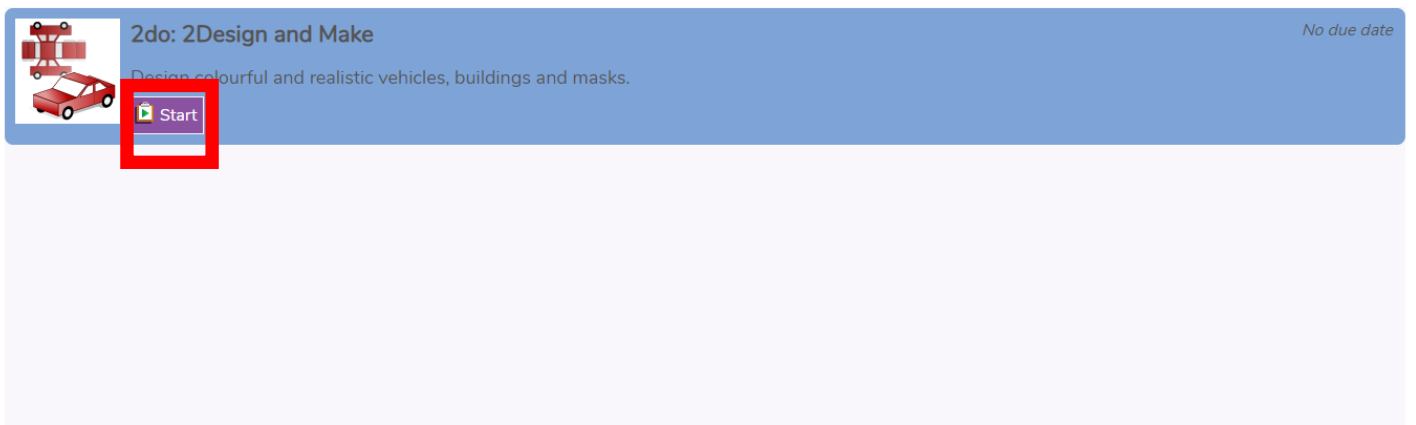 2do: 2Design and Make
No due date
Design colourful and realistic vehicles, buildings and masks.
Start